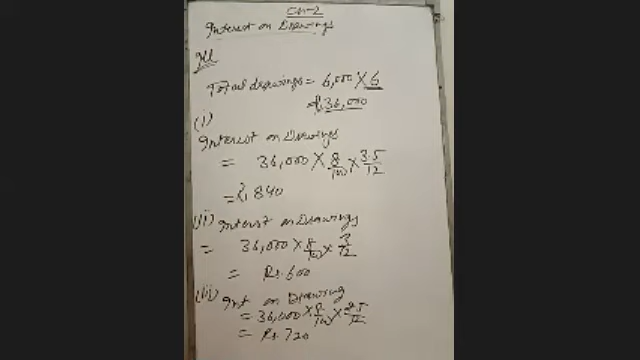 Ch-2
Interest on Drawings
Total drawings = 6,000 × 6
= ₹ 36,000
(i)
Interest on Drawings
= 36,000 × 8/100 × 3.5/12
= ₹ 840
(ii) Interest on Drawings
= 36,000 × 8/100 × 3/12
= Rs. 600
(iii) Int on Drawing
= 36,000 × 8/100 × 2.5/12
= Rs. 720